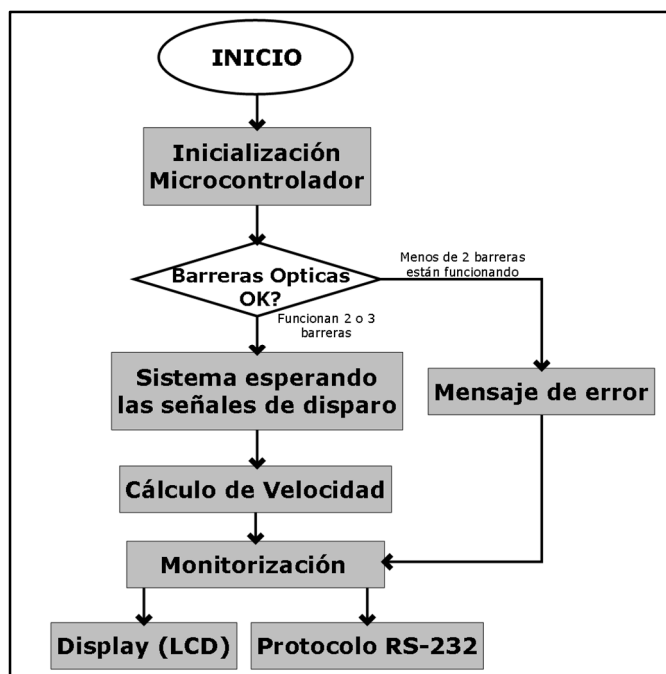 INICIO
Inicialización
Microcontrolador
Barreras Opticas
OK?
Menos de 2 barreras
están funcionando
Funcionan 2 o 3
barreras
Sistema esperando
las señales de disparo
Mensaje de error
Cálculo de Velocidad
Monitorización
Display (LCD)
Protocolo RS-232